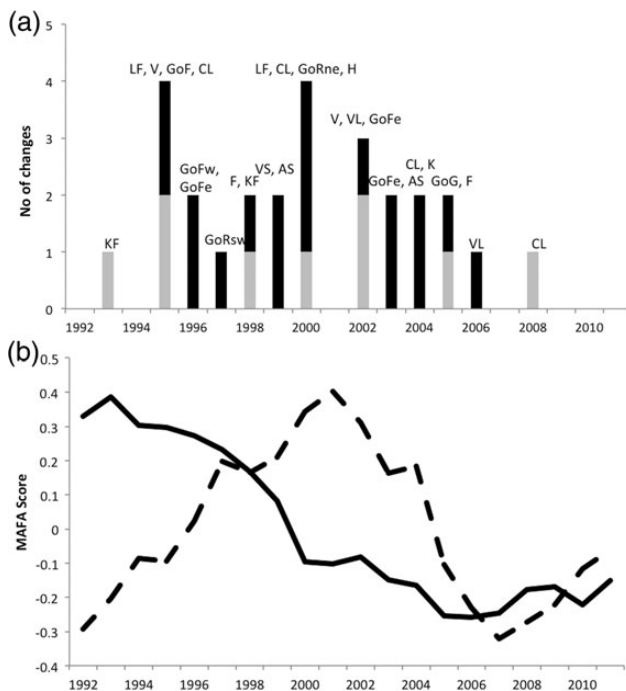 (a)
No of changes
5
4
3
2
1
0
LF, V, GoF, CL
LF, CL, GoRne, H
V, VL, GoFe
GoFw,
GoFe
F, KF
VS, AS
CL, K
GoFe, AS
GoG, F
KF
GoRsw
VL
CL
1992 1994 1996 1998 2000 2002 2004 2006 2008 2010
(b)
MAFA Score
0.5
0.4
0.3
0.2
0.1
0
-0.1
-0.2
-0.3
-0.4
1992 1994 1996 1998 2000 2002 2004 2006 2008 2010